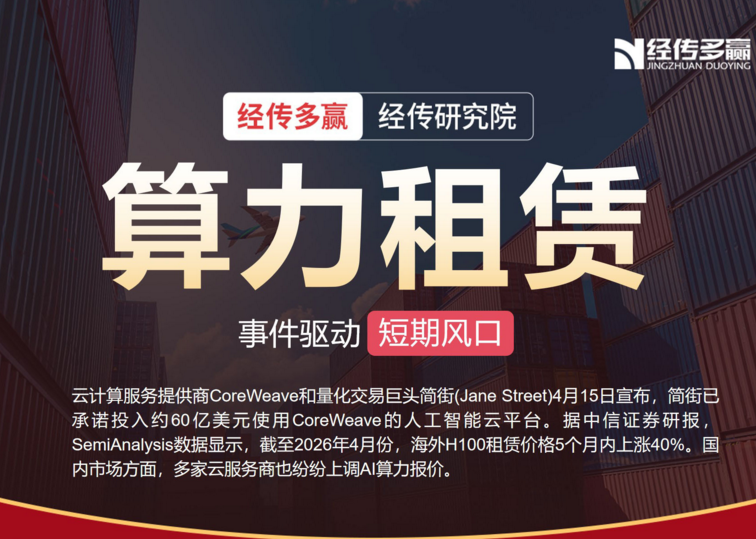 经传多赢
JINGZHUAN DUOYING
经传多赢 经传研究院
算力租赁
事件驱动 短期风口
云计算服务提供商CoreWeave和量化交易巨头简街(Jane Street)4月15日宣布，简街已
承诺投入约60亿美元使用CoreWeave的人工智能云平台。据中信证券研报，
SemiAnalysis数据显示，截至2026年4月份，海外H100租赁价格5个月内上涨40%。国
内市场方面，多家云服务商也纷纷上调AI算力报价。